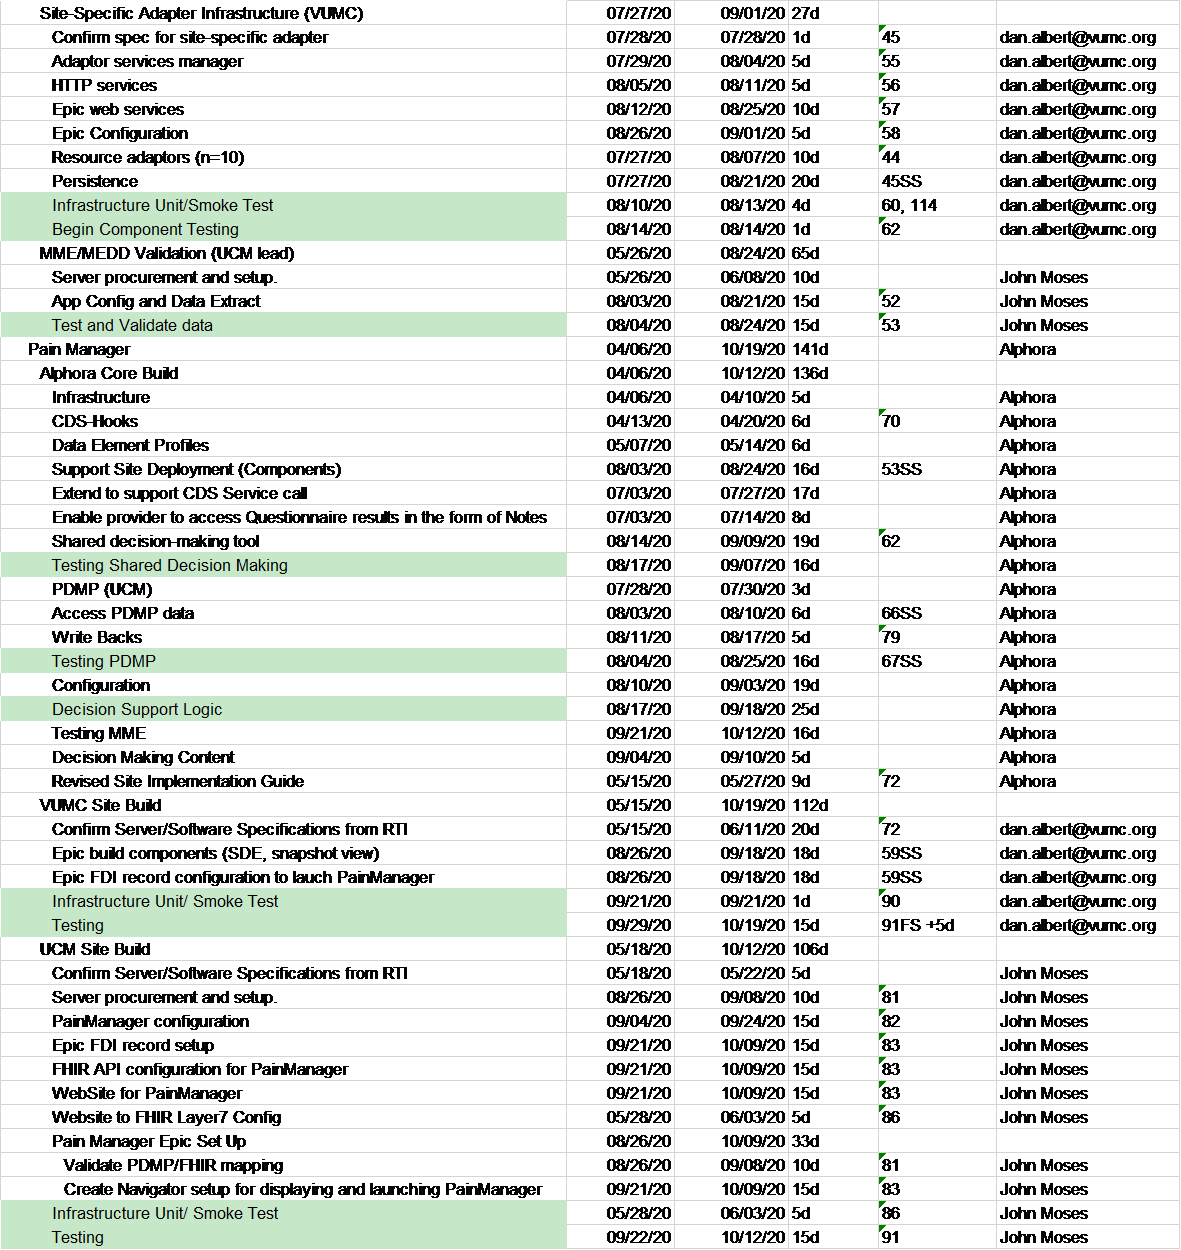 Site-Specific Adapter Infrastructure (VUMC) 07/27/20 09/01/20 27d
Confirm spec for site-specific adapter 07/28/20 07/28/20 1d 45 dan.albert@vumc.org
Adaptor services manager 07/29/20 08/04/20 5d 55 dan.albert@vumc.org
HTTP services 08/05/20 08/11/20 5d 56 dan.albert@vumc.org
Epic web services 08/12/20 08/25/20 10d 57 dan.albert@vumc.org
Epic Configuration 08/26/20 09/01/20 5d 58 dan.albert@vumc.org
Resource adaptors (n=10) 07/27/20 08/07/20 10d 44 dan.albert@vumc.org
Persistence 07/27/20 08/21/20 20d 45SS dan.albert@vumc.org
Infrastructure Unit/Smoke Test 08/10/20 08/13/20 4d 60, 114 dan.albert@vumc.org
Begin Component Testing 08/14/20 08/14/20 1d 62 dan.albert@vumc.org
MME/MEDD Validation (UCM lead) 05/26/20 08/24/20 65d
Server procurement and setup. 05/26/20 06/08/20 10d John Moses
App Config and Data Extract 08/03/20 08/21/20 15d 52 John Moses
Test and Validate data 08/04/20 08/24/20 15d 53 John Moses
Pain Manager 04/06/20 10/19/20 141d Alphora
Alphora Core Build 04/06/20 10/12/20 136d
Infrastructure 04/06/20 04/10/20 5d Alphora
CDS-Hooks 04/13/20 04/20/20 6d 70 Alphora
Data Element Profiles 05/07/20 05/14/20 6d Alphora
Support Site Deployment (Components) 08/03/20 08/24/20 16d 53SS Alphora
Extend to support CDS Service call 07/03/20 07/27/20 17d Alphora
Enable provider to access Questionnaire results in the form of Notes 07/03/20 07/14/20 8d Alphora
Shared decision-making tool 08/14/20 09/09/20 19d 62 Alphora
Testing Shared Decision Making 08/17/20 09/07/20 16d Alphora
PDMP (UCM) 07/28/20 07/30/20 3d Alphora
Access PDMP data 08/03/20 08/10/20 6d 66SS Alphora
Write Backs 08/11/20 08/17/20 5d 79 Alphora
Testing PDMP 08/04/20 08/25/20 16d 67SS Alphora
Configuration 08/10/20 09/03/20 19d Alphora
Decision Support Logic 08/17/20 09/18/20 25d Alphora
Testing MME 09/21/20 10/12/20 16d Alphora
Decision Making Content 09/04/20 09/10/20 5d Alphora
Revised Site Implementation Guide 05/15/20 05/27/20 9d 72 Alphora
VUMC Site Build 05/15/20 10/19/20 112d
Confirm Server/Software Specifications from RTI 05/15/20 06/11/20 20d 72 dan.albert@vumc.org
Epic build components (SDE, snapshot view) 08/26/20 09/18/20 18d 59SS dan.albert@vumc.org
Epic FDI record configuration to lauch PainManager 08/26/20 09/18/20 18d 59SS dan.albert@vumc.org
Infrastructure Unit/ Smoke Test 09/21/20 09/21/20 1d 90 dan.albert@vumc.org
Testing 09/29/20 10/19/20 15d 91FS +5d dan.albert@vumc.org
UCM Site Build 05/18/20 10/12/20 106d
Confirm Server/Software Specifications from RTI 05/18/20 05/22/20 5d John Moses
Server procurement and setup. 08/26/20 09/08/20 10d 81 John Moses
PainManager configuration 09/04/20 09/24/20 15d 82 John Moses
Epic FDI record setup 09/21/20 10/09/20 15d 83 John Moses
FHIR API configuration for PainManager 09/21/20 10/09/20 15d 83 John Moses
WebSite for PainManager 09/21/20 10/09/20 15d 83 John Moses
Website to FHIR Layer7 Config 05/28/20 06/03/20 5d 86 John Moses
Pain Manager Epic Set Up 08/26/20 10/09/20 33d
Validate PDMP/FHIR mapping 08/26/20 09/08/20 10d 81 John Moses
Create Navigator setup for displaying and launching PainManager 09/21/20 10/09/20 15d 83 John Moses
Infrastructure Unit/ Smoke Test 05/28/20 06/03/20 5d 86 John Moses
Testing 09/22/20 10/12/20 15d 91 John Moses